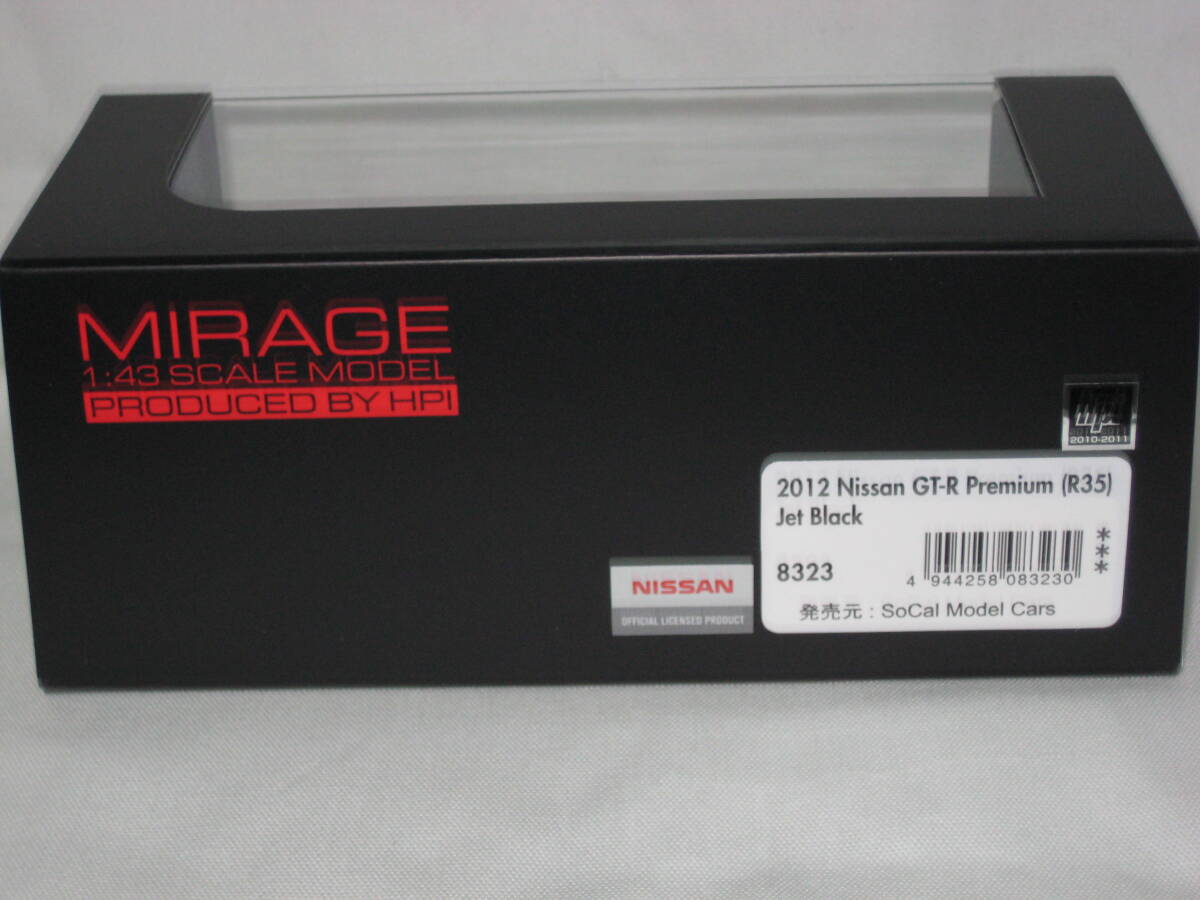 MIRAGE
1:43 SCALE MODEL
PRODUCED BY HPI
hpi
2010-2011
2012 Nissan GT-R Premium (R35)
Jet Black
8323
4 944258 083230
***
発売元 : SoCal Model Cars
NISSAN
OFFICIAL LICENSED PRODUCT